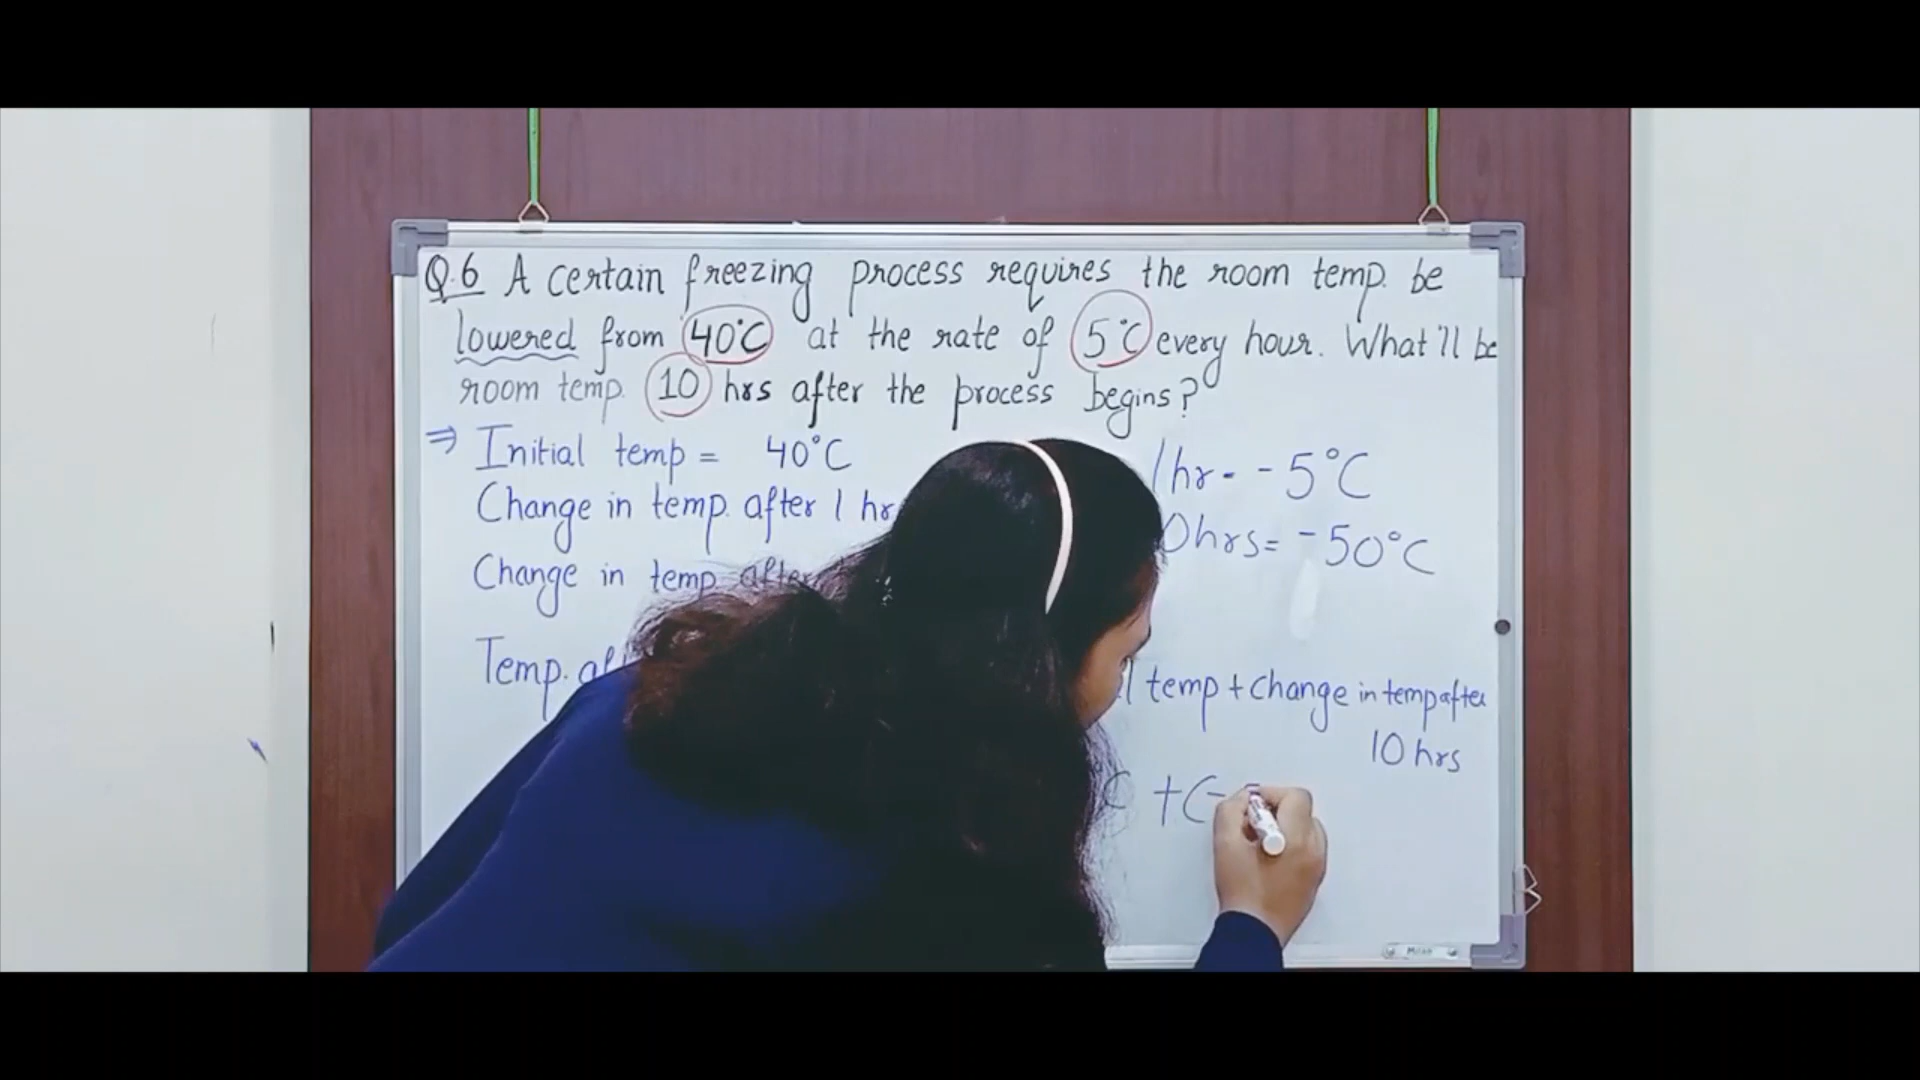 Q.6 A certain freezing process requires the room temp. be
lowered from 40°C at the rate of 5°C every hour. What'll be
room temp. 10 hrs after the process begins?
⇒ Initial temp = 40°C
Change in temp. after 1 hr
Change in temp after
Temp.
1hr = -5°C
0hrs = -50°C
temp + Change in temp after
10 hrs
C + (-